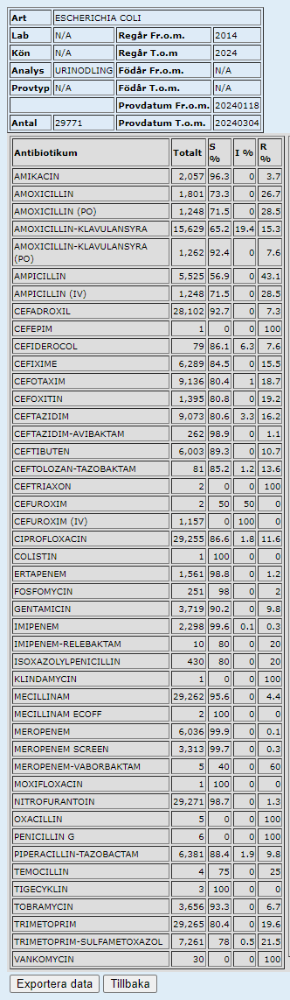 Art ESCHERICHIA COLI
Lab N/A Regår Fr.o.m. 2014
Kön N/A Regår T.o.m 2024
Analys URINODLING Födår Fr.o.m. N/A
Provtyp N/A Födår T.o.m. N/A
Provdatum Fr.o.m. 20240118
Antal 29771 Provdatum T.o.m. 20240304
Antibiotikum Totalt S % I % R %
AMIKACIN 2,057 96.3 0 3.7
AMOXICILLIN 1,801 73.3 0 26.7
AMOXICILLIN (PO) 1,248 71.5 0 28.5
AMOXICILLIN-KLAVULANSYRA 15,629 65.2 19.4 15.3
AMOXICILLIN-KLAVULANSYRA (PO) 1,262 92.4 0 7.6
AMPICILLIN 5,525 56.9 0 43.1
AMPICILLIN (IV) 1,248 71.5 0 28.5
CEFADROXIL 28,102 92.7 0 7.3
CEFEPIM 1 0 0 100
CEFIDEROCOL 79 86.1 6.3 7.6
CEFIXIME 6,289 84.5 0 15.5
CEFOTAXIM 9,136 80.4 1 18.7
CEFOXITIN 1,395 80.8 0 19.2
CEFTAZIDIM 9,073 80.6 3.3 16.2
CEFTAZIDIM-AVIBAKTAM 262 98.9 0 1.1
CEFTIBUTEN 6,003 89.3 0 10.7
CEFTOLOZAN-TAZOBAKTAM 81 85.2 1.2 13.6
CEFTRIAXON 2 0 0 100
CEFUROXIM 2 50 50 0
CEFUROXIM (IV) 1,157 0 100 0
CIPROFLOXACIN 29,255 86.6 1.8 11.6
COLISTIN 1 100 0 0
ERTAPENEM 1,561 98.8 0 1.2
FOSFOMYCIN 251 98 0 2
GENTAMICIN 3,719 90.2 0 9.8
IMIPENEM 2,298 99.6 0.1 0.3
IMIPENEM-RELEBAKTAM 10 80 0 20
ISOXAZOLYLPENICILLIN 430 80 0 20
KLINDAMYCIN 1 0 0 100
MECILLINAM 29,262 95.6 0 4.4
MECILLINAM ECOFF 2 100 0 0
MEROPENEM 6,036 99.9 0 0.1
MEROPENEM SCREEN 3,313 99.7 0 0.3
MEROPENEM-VABORBAKTAM 5 40 0 60
MOXIFLOXACIN 1 100 0 0
NITROFURANTOIN 29,271 98.7 0 1.3
OXACILLIN 5 0 0 100
PENICILLIN G 6 0 0 100
PIPERACILLIN-TAZOBACTAM 6,381 88.4 1.9 9.8
TEMOCILLIN 4 75 0 25
TIGECYKLIN 3 100 0 0
TOBRAMYCIN 3,656 93.3 0 6.7
TRIMETOPRIM 29,265 80.4 0 19.6
TRIMETOPRIM-SULFAMETOXAZOL 7,261 78 0.5 21.5
VANKOMYCIN 30 0 0 100
Exportera data Tillbaka